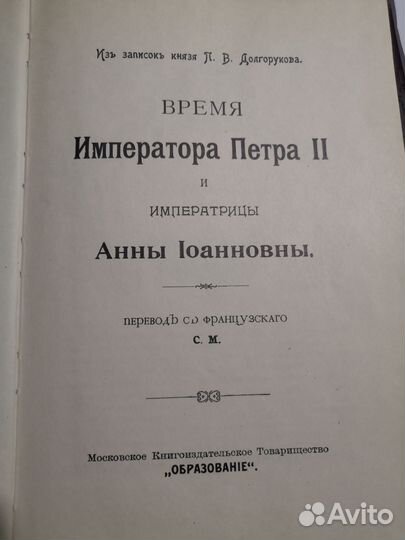 Изъ записокъ князя П. В. Долгорукова.
ВРЕМЯ
Императора Петра II
и
ИМПЕРАТРИЦЫ
Анны Іоанновны.
ПЕРЕВОДЪ СЪ ФРАНЦУЗСКАГО
С. М.
Московское Книгоиздательское Товарищество
„ОБРАЗОВАНІЕ“.
Avito